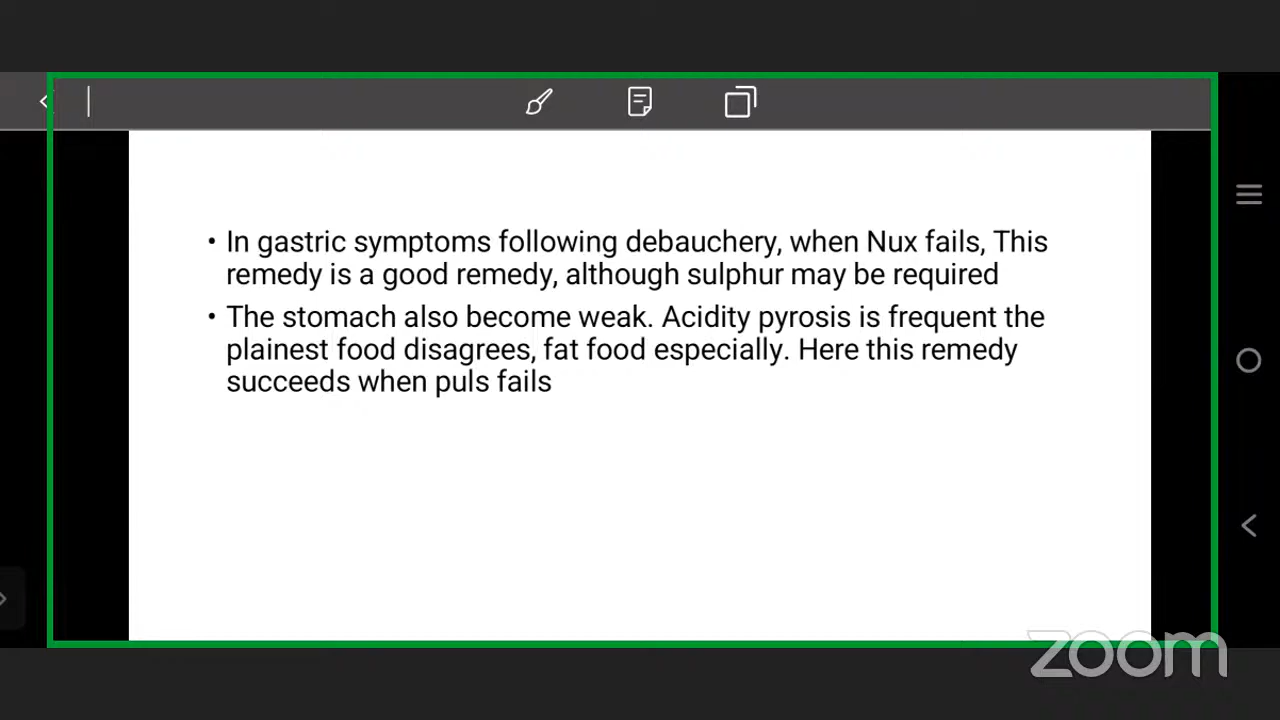 • In gastric symptoms following debauchery, when Nux fails, This
remedy is a good remedy, although sulphur may be required
• The stomach also become weak. Acidity pyrosis is frequent the
plainest food disagrees, fat food especially. Here this remedy
succeeds when puls fails
zoom